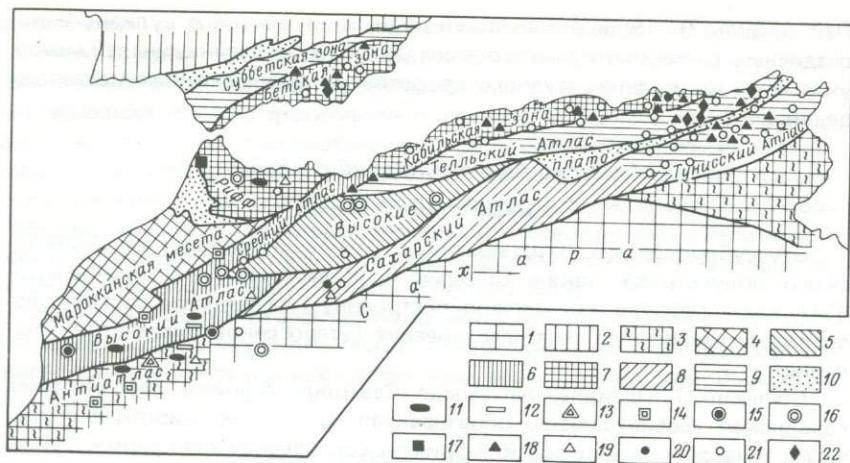 Суббетская-зона
Бетская зона
Кабильская зона
Телльский Атлас
плато
Тунисский Атлас
РИФФ
Средний Атлас
Высокие
Сахарский Атлас
Марокканская месета
Высокий Атлас
Антиатлас
Сахара
1 2 3 4 5
6 7 8 9 10
11 12 13 14 15 16
17 18 19 20 21 22